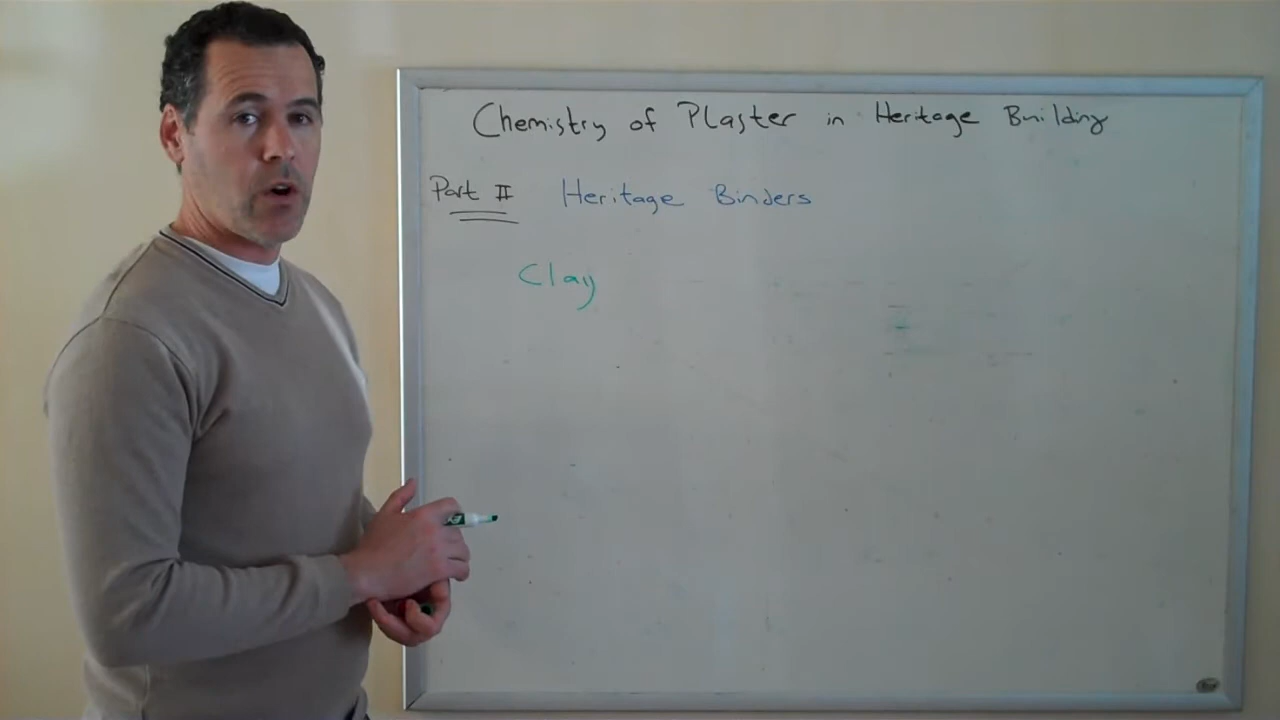 Chemistry of Plaster in Heritage Building
Part II Heritage Binders
Clay